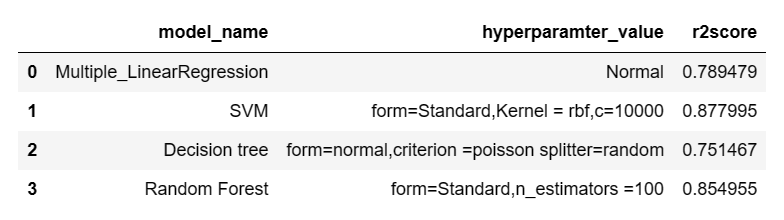 model_name hyperparamter_value r2score
0 Multiple_LinearRegression Normal 0.789479
1 SVM form=Standard,Kernel = rbf,c=10000 0.877995
2 Decision tree form=normal,criterion =poisson splitter=random 0.751467
3 Random Forest form=Standard,n_estimators =100 0.854955